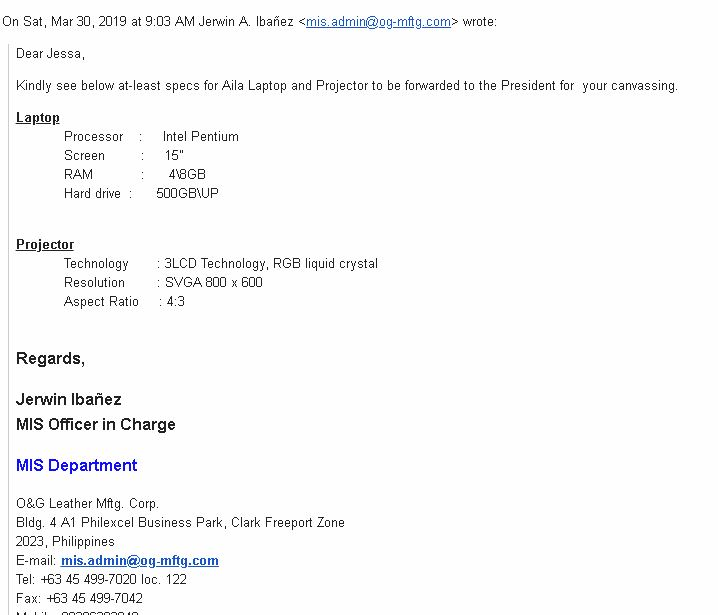 On Sat, Mar 30, 2019 at 9:03 AM Jerwin A. Ibañez <mis.admin@og-mftg.com> wrote:
Dear Jessa,
Kindly see below at-least specs for Aila Laptop and Projector to be forwarded to the President for your canvassing.
Laptop
Processor : Intel Pentium
Screen : 15"
RAM : 4\8GB
Hard drive : 500GB\UP
Projector
Technology : 3LCD Technology, RGB liquid crystal
Resolution : SVGA 800 x 600
Aspect Ratio : 4:3
Regards,
Jerwin Ibañez
MIS Officer in Charge
MIS Department
O&G Leather Mftg. Corp.
Bldg. 4 A1 Philexcel Business Park, Clark Freeport Zone
2023, Philippines
E-mail: mis.admin@og-mftg.com
Tel: +63 45 499-7020 loc. 122
Fax: +63 45 499-7042